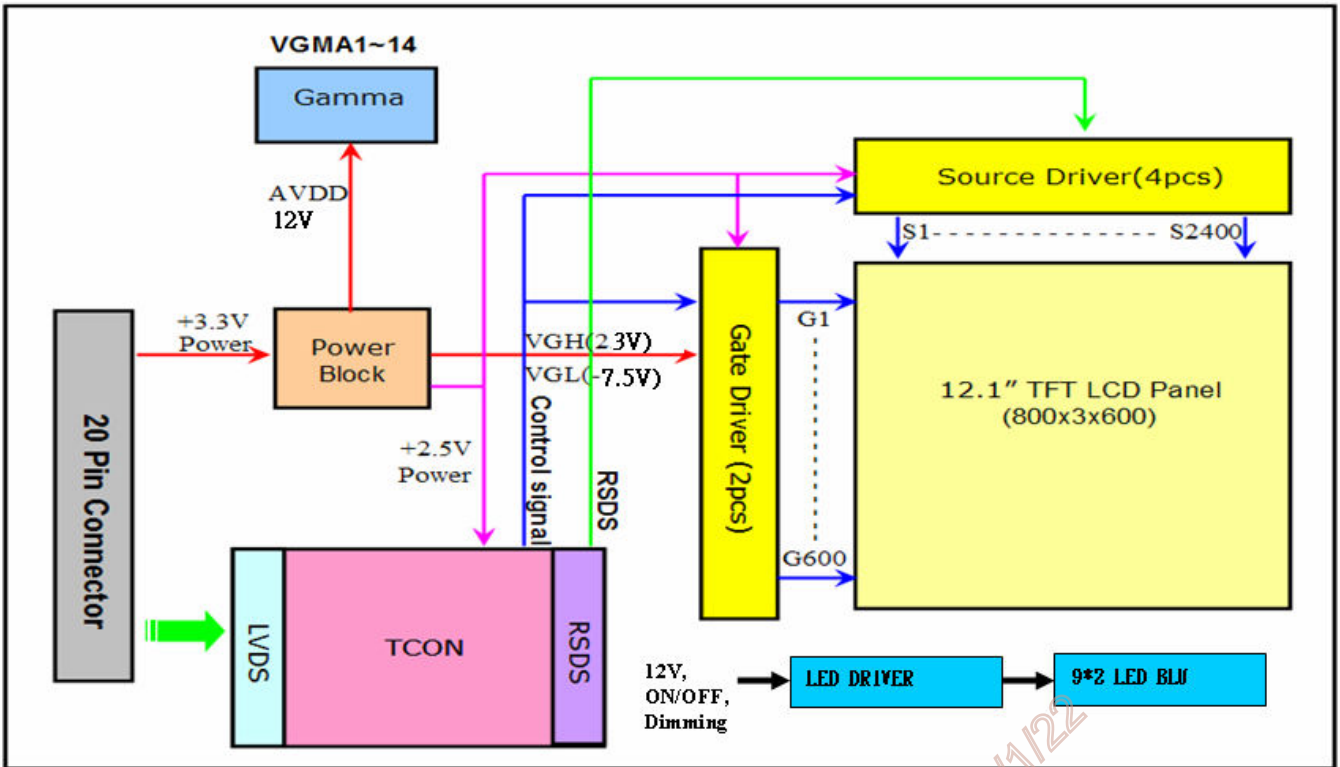 VGMA1~14
Gamma
AVDD
12V
Source Driver(4pcs)
S1- - - - - - - - - - - - - - S2400
+3.3V
Power
Power
Block
VGH(23V)
VGL(-7.5V)
G1
Gate Driver (2pcs)
12.1” TFT LCD Panel
(800x3x600)
20 Pin Connector
+2.5V
Power
Control signal
RSDS
G600
LVDS
TCON
RSDS
12V,
ON/OFF,
Dimming
LED DRIVER
9*2 LED BLU
1/22